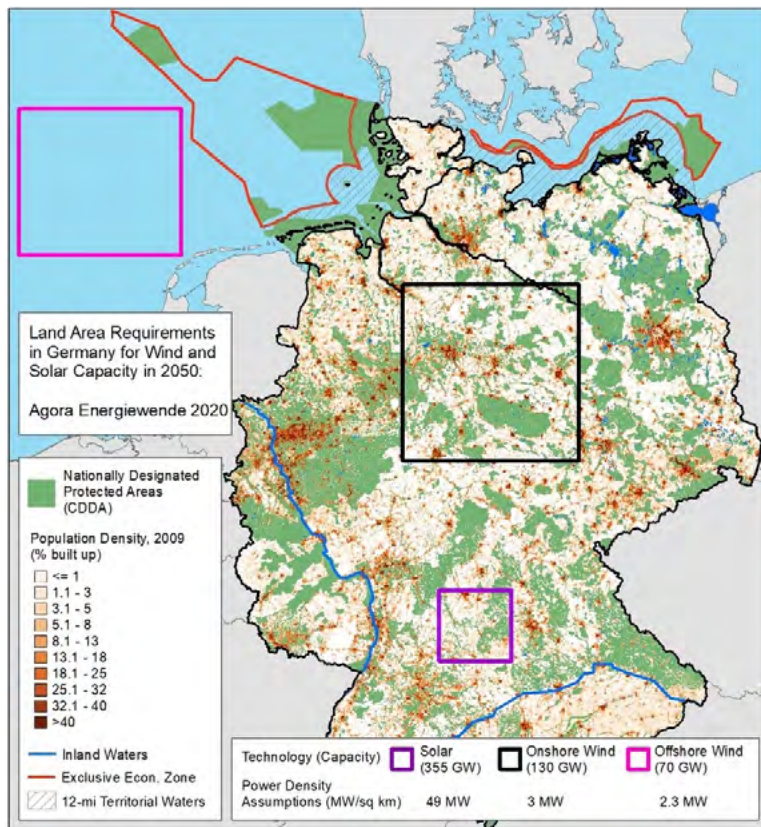 Land Area Requirements
in Germany for Wind and
Solar Capacity in 2050:
Agora Energiewende 2020
Nationally Designated
Protected Areas
(CDDA)
Population Density, 2009
(% built up)
<= 1
1.1 - 3
3.1 - 5
5.1 - 8
8.1 - 13
13.1 - 18
18.1 - 25
25.1 - 32
32.1 - 40
>40
Inland Waters
Exclusive Econ. Zone
12-mi Territorial Waters
Technology (Capacity) Solar Onshore Wind Offshore Wind
(355 GW) (130 GW) (70 GW)
Power Density
Assumptions (MW/sq km) 49 MW 3 MW 2.3 MW